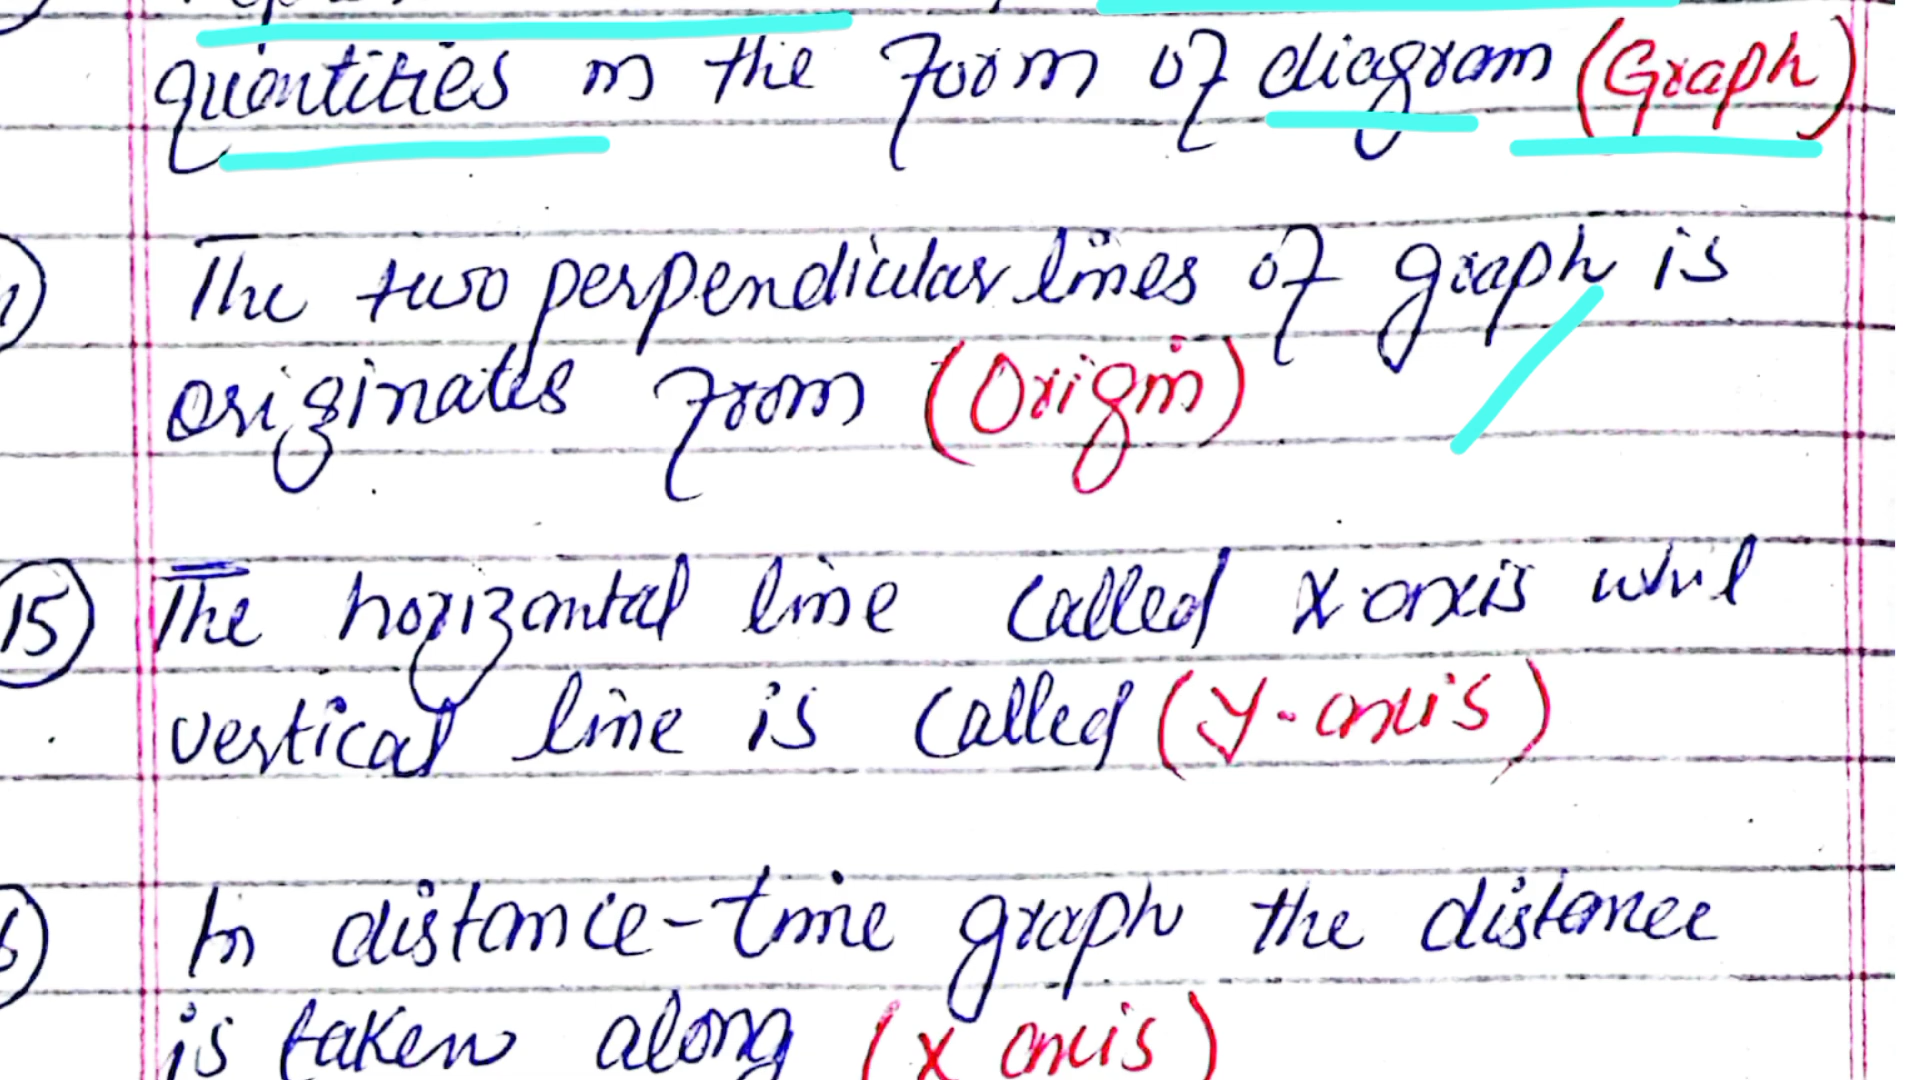 quantities in the form of diagram (Graph)
The two perpendicular lines of graph is
originates from (Origin)
15 The horizontal line called x axis whil
vertical line is called (y-axis)
In distance-time graph the distance
is taken along (x axis)